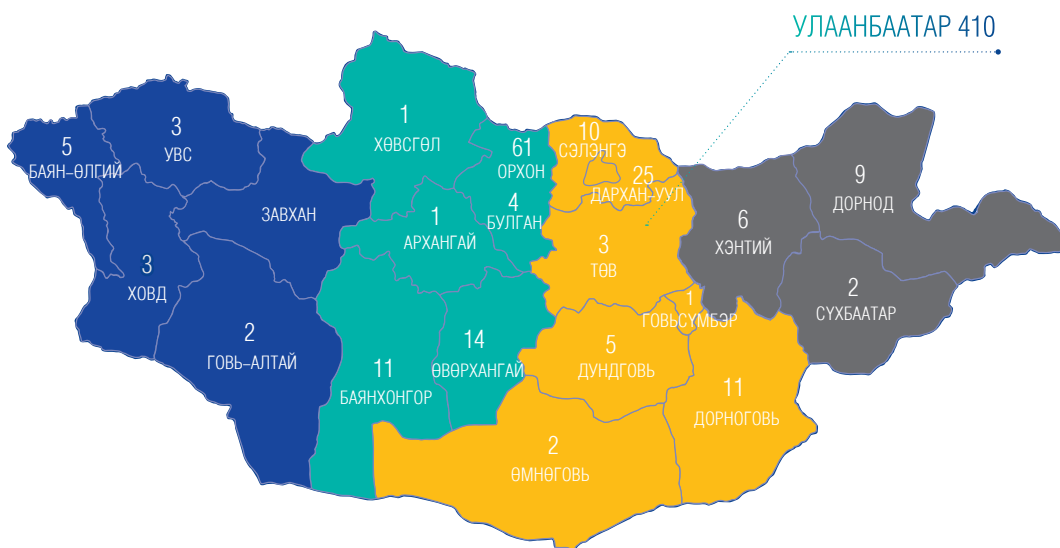 УЛААНБААТАР 410
5
БАЯН-ӨЛГИЙ
3
УВС
ЗАВХАН
3
ХОВД
2
ГОВЬ-АЛТАЙ
1
ХӨВСГӨЛ
61
ОРХОН
4
БУЛГАН
1
АРХАНГАЙ
11
БАЯНХОНГОР
14
ӨВӨРХАНГАЙ
10
СЭЛЭНГЭ
25
ДАРХАН-УУЛ
3
ТӨВ
1
ГОВЬСҮМБЭР
5
ДУНДГОВЬ
11
ДОРНОГОВЬ
2
ӨМНӨГОВЬ
6
ХЭНТИЙ
9
ДОРНОД
2
СҮХБААТАР